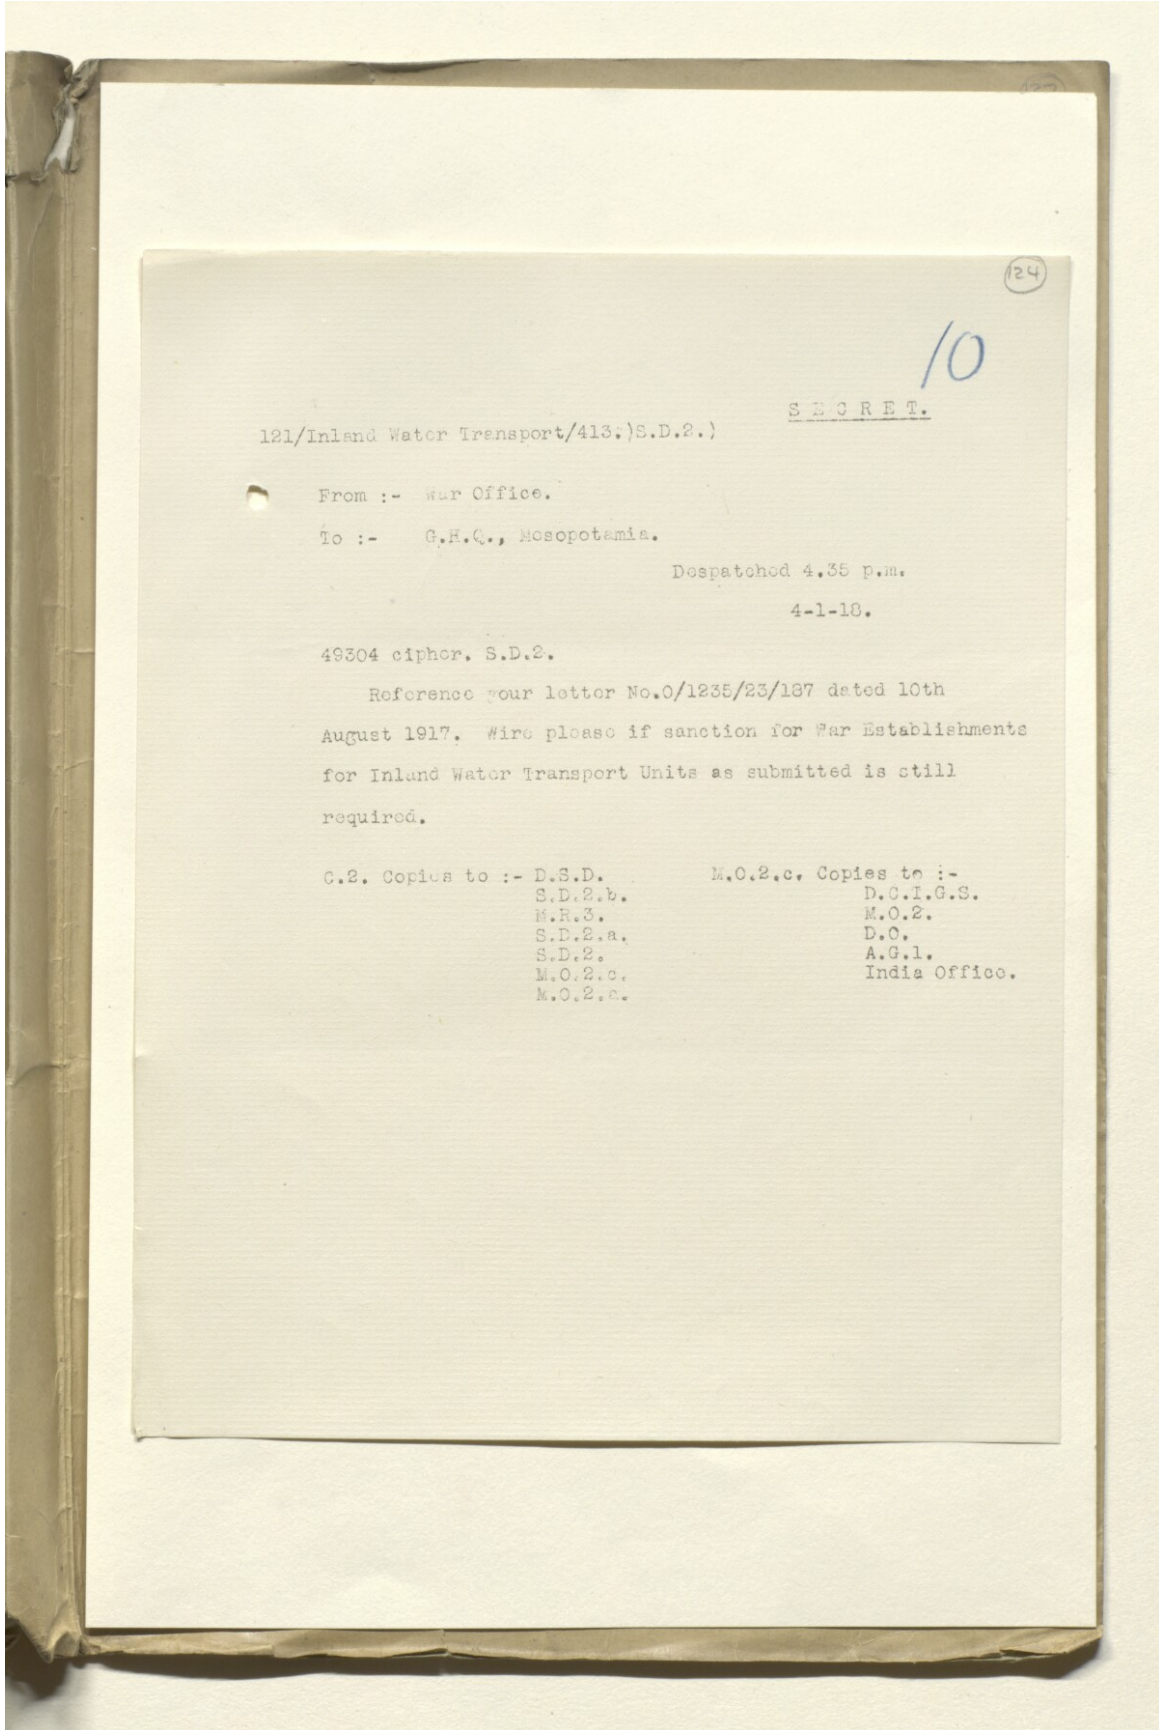 124
10
SECRET.
121/Inland Water Transport/413.)S.D.2.)
From :- War Office.
To :- G.H.Q., Mesopotamia.
Despatched 4.35 p.m.
4-1-18.
49304 cipher. S.D.2.
Reference your letter No.O/1235/23/187 dated 10th
August 1917. Wire please if sanction for War Establishments
for Inland Water Transport Units as submitted is still
required.
C.2. Copies to :- D.S.D.
S.D.2.b.
M.R.3.
S.D.2.a.
S.D.2.
M.O.2.c.
M.O.2.a.
M.O.2.c. Copies to :-
D.C.I.G.S.
M.O.2.
D.O.
A.G.1.
India Office.